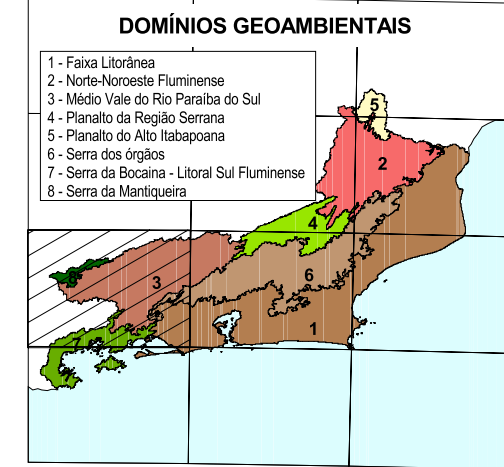 DOMÍNIOS GEOAMBIENTAIS
1 - Faixa Litorânea
2 - Norte-Noroeste Fluminense
3 - Médio Vale do Rio Paraíba do Sul
4 - Planalto da Região Serrana
5 - Planalto do Alto Itabapoana
6 - Serra dos órgãos
7 - Serra da Bocaina - Litoral Sul Fluminense
8 - Serra da Mantiqueira
5
2
4
6
8
3
1
7